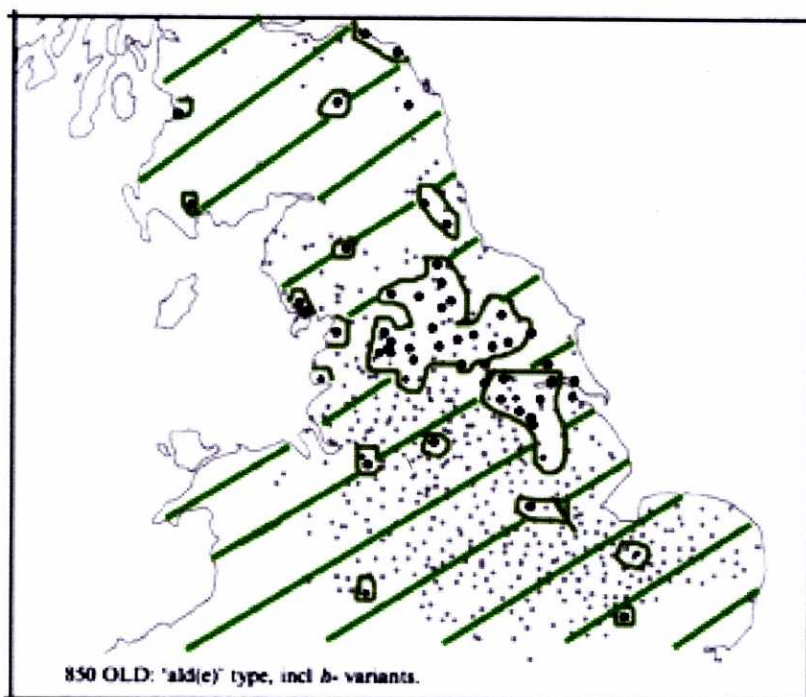 850 OLD: 'ald(e)' type, incl b- variants.